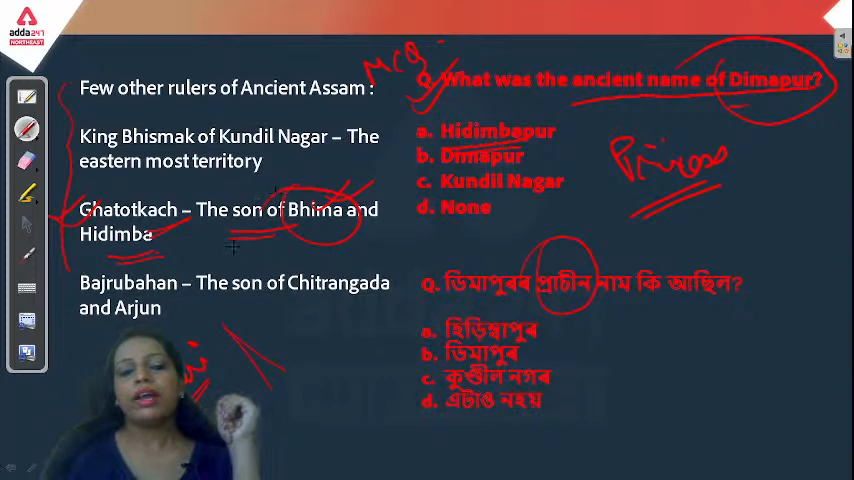 adda247
NORTHEAST
Few other rulers of Ancient Assam :
King Bhismak of Kundil Nagar – The
eastern most territory
Ghatotkach – The son of Bhima and
Hidimba
Bajrubahan – The son of Chitrangada
and Arjun
MCQ
Q. What was the ancient name of Dimapur?
a. Hidimbapur
b. Dimapur
c. Kundil Nagar
d. None
Q. ডিমাপুৰৰ প্ৰাচীন নাম কি আছিল?
a. হিড়িম্বাপুৰ
b. ডিমাপুৰ
c. কুণ্ডীল নগৰ
d. এটাও নহয়